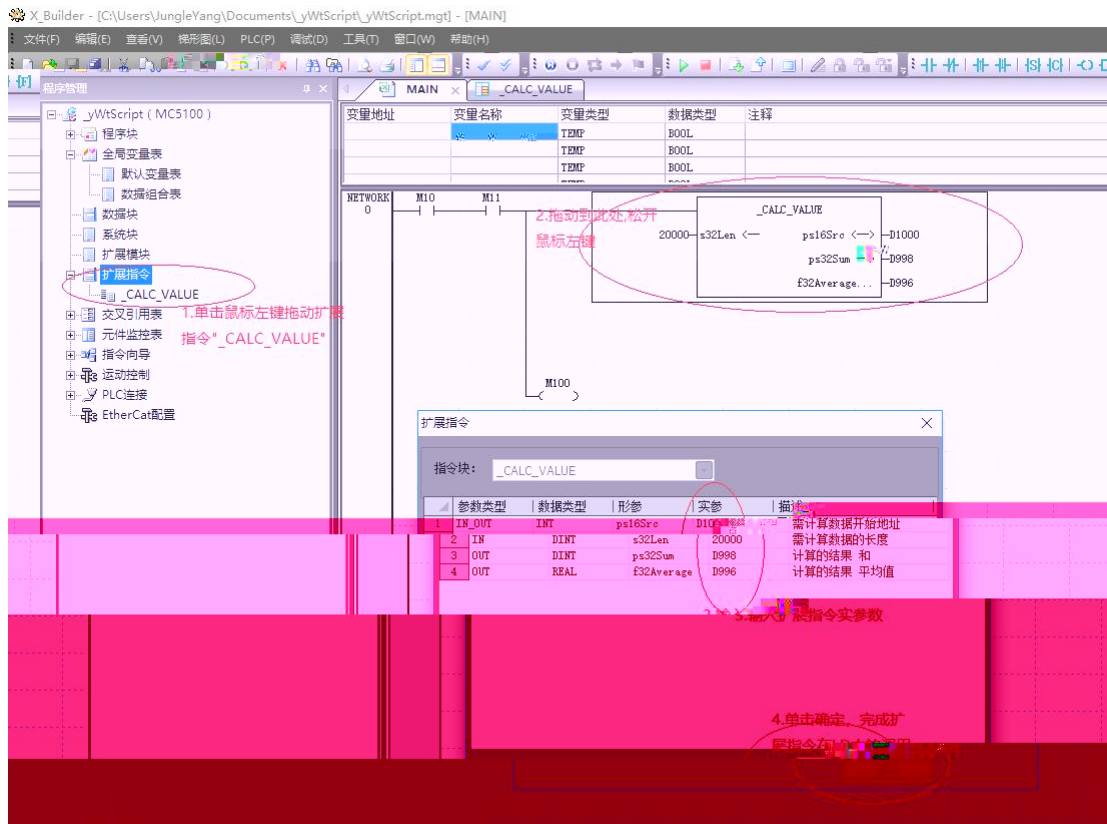 X_Builder - [C:\Users\JungleYang\Documents\_yWtScript\_yWtScript.mgt] - [MAIN]
文件(F) 编辑(E) 查看(V) 梯形图(L) PLC(P) 调试(D) 工具(T) 窗口(W) 帮助(H)
程序管理
MAIN
_CALC_VALUE
_yWtScript ( MC5100 )
程序块
全局变量表
默认变量表
数据组合表
数据块
系统块
扩展模块
扩展指令
_CALC_VALUE
交叉引用表
元件监控表
指令向导
运动控制
PLC连接
EtherCat配置
1.单击鼠标左键拖动扩展
指令"_CALC_VALUE"
变量地址 变量名称 变量类型 数据类型 注释
TEMP BOOL
TEMP BOOL
TEMP BOOL
NETWORK
0
M10 M11
2.拖动到此处,松开
鼠标左键
_CALC_VALUE
20000 s32Len <— ps16Src <—> D1000
ps32Sum D998
f32Average... D996
M100
扩展指令
指令块: _CALC_VALUE
参数类型 数据类型 形参 实参
1 IN_OUT INT ps16Src 需计算数据开始地址
2 IN DINT s32Len 20000 需计算数据的长度
3 OUT DINT ps32Sum D998 计算的结果 和
4 OUT REAL f32Average D996 计算的结果 平均值
3.输入扩展指令实参数
4.单击确定, 完成扩